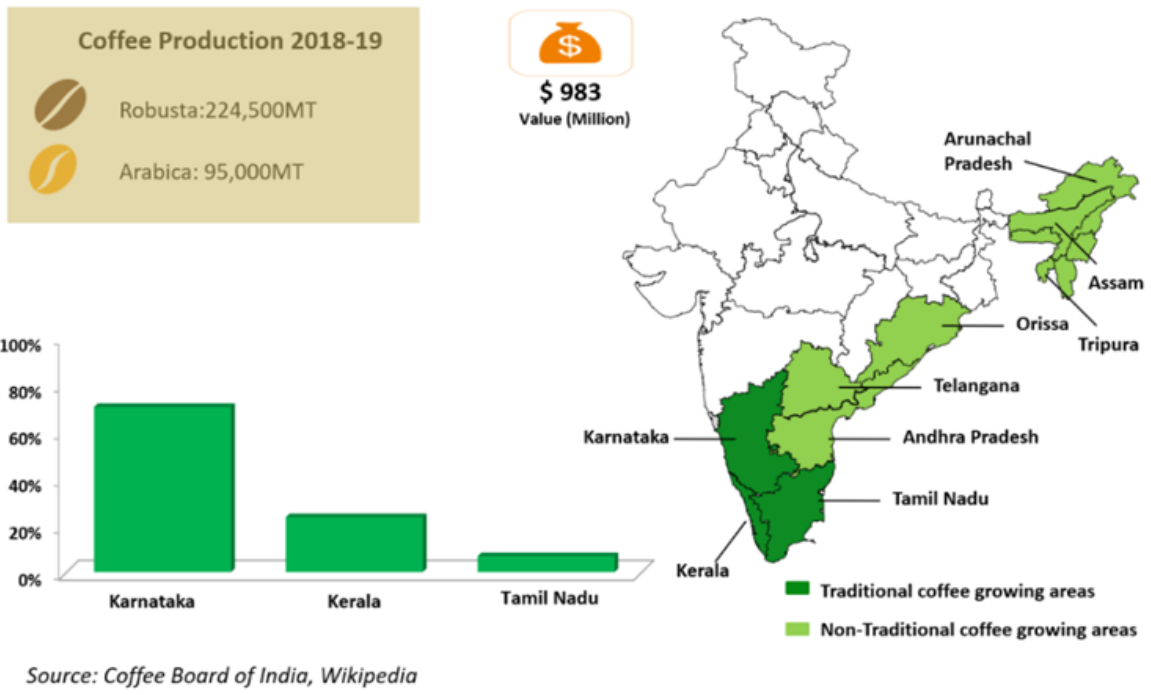 Coffee Production 2018-19
Robusta:224,500MT
Arabica: 95,000MT
$
$ 983
Value (Million)
Arunachal
Pradesh
Assam
Orissa
Tripura
Telangana
Karnataka
Andhra Pradesh
Tamil Nadu
Kerala
Traditional coffee growing areas
Non-Traditional coffee growing areas
100%
80%
60%
40%
20%
0%
Karnataka
Kerala
Tamil Nadu
Source: Coffee Board of India, Wikipedia